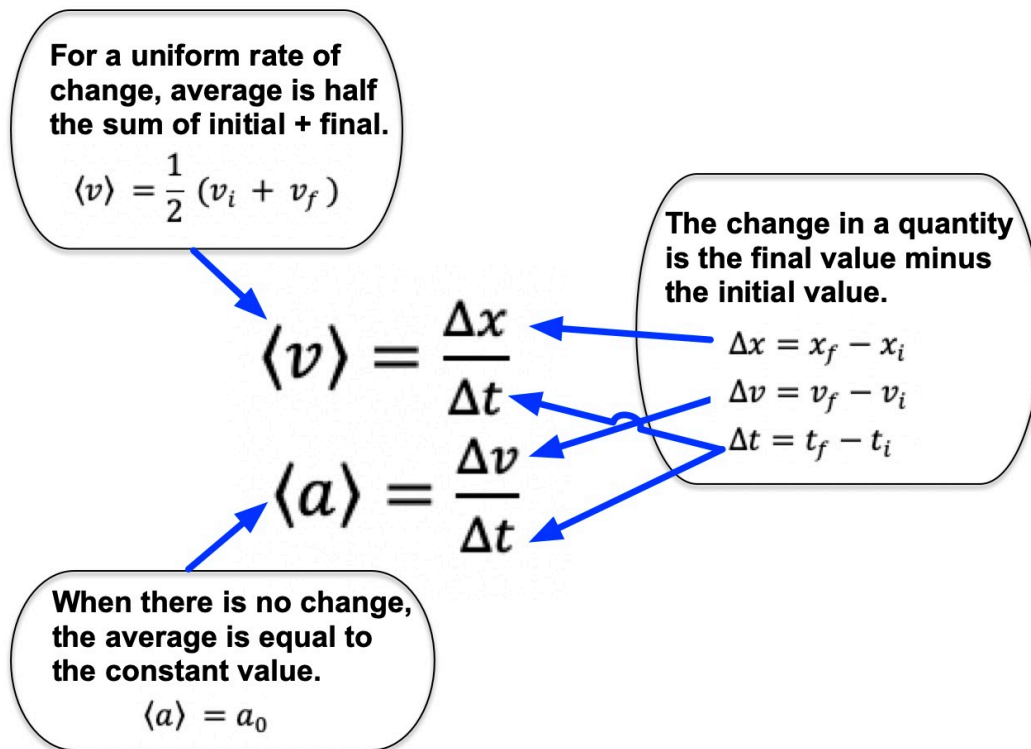 For a uniform rate of
change, average is half
the sum of initial + final.
⟨v⟩ = 1/2 (v_i + v_f)
The change in a quantity
is the final value minus
the initial value.
Δx = x_f − x_i
Δv = v_f − v_i
Δt = t_f − t_i
⟨v⟩ = Δx/Δt
⟨a⟩ = Δv/Δt
When there is no change,
the average is equal to
the constant value.
⟨a⟩ = a_0